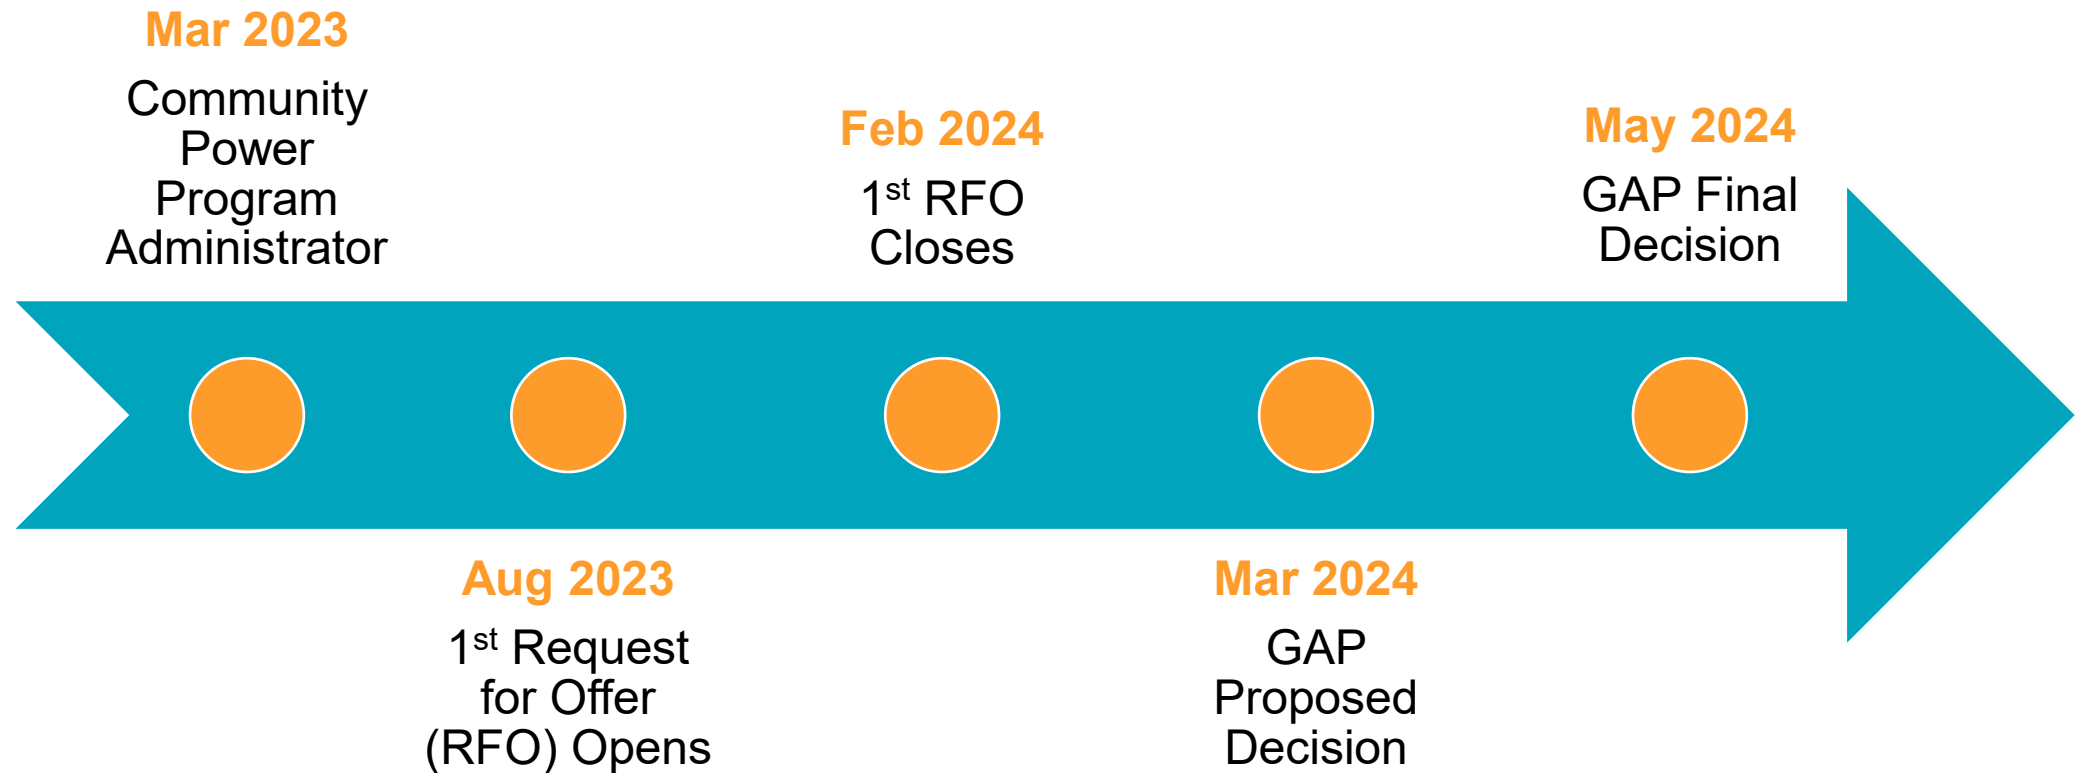 Mar 2023
Community
Power
Program
Administrator
Aug 2023
1st Request
for Offer
(RFO) Opens
Feb 2024
1st RFO
Closes
Mar 2024
GAP
Proposed
Decision
May 2024
GAP Final
Decision